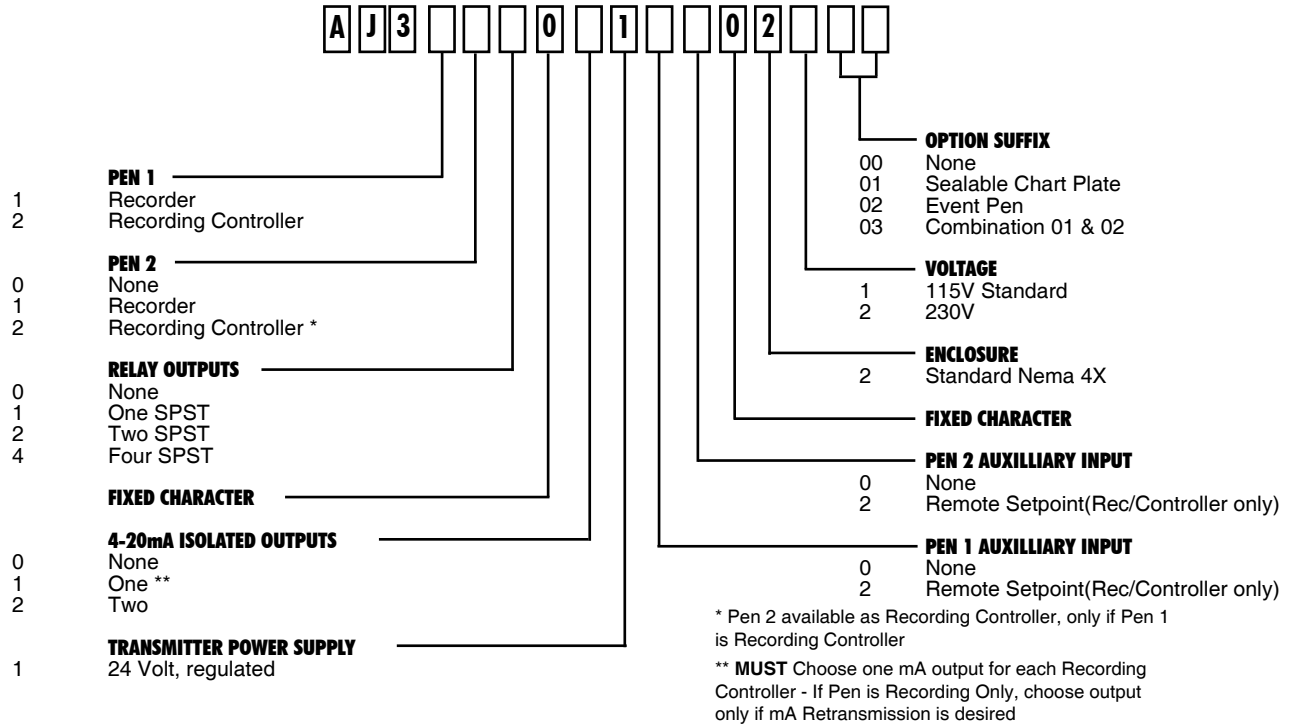 A J 3 0 1 0 2
PEN 1
1 Recorder
2 Recording Controller
PEN 2
0 None
1 Recorder
2 Recording Controller *
RELAY OUTPUTS
0 None
1 One SPST
2 Two SPST
4 Four SPST
FIXED CHARACTER
4-20mA ISOLATED OUTPUTS
0 None
1 One **
2 Two
TRANSMITTER POWER SUPPLY
1 24 Volt, regulated
OPTION SUFFIX
00 None
01 Sealable Chart Plate
02 Event Pen
03 Combination 01 & 02
VOLTAGE
1 115V Standard
2 230V
ENCLOSURE
2 Standard Nema 4X
FIXED CHARACTER
PEN 2 AUXILLIARY INPUT
0 None
2 Remote Setpoint(Rec/Controller only)
PEN 1 AUXILLIARY INPUT
0 None
2 Remote Setpoint(Rec/Controller only)
* Pen 2 available as Recording Controller, only if Pen 1
is Recording Controller
** MUST Choose one mA output for each Recording
Controller - If Pen is Recording Only, choose output
only if mA Retransmission is desired